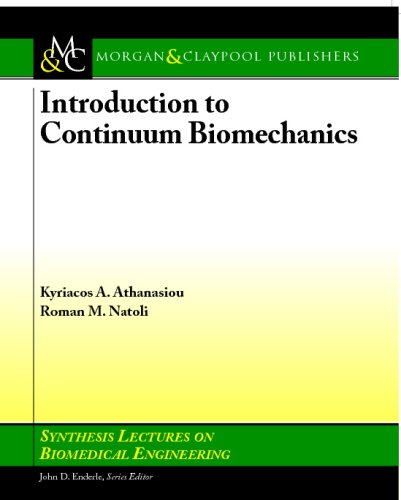 M
&C
MORGAN&CLAYPOOL PUBLISHERS
Introduction to
Continuum Biomechanics
Kyriacos A. Athanasiou
Roman M. Natoli
SYNTHESIS LECTURES ON
BIOMEDICAL ENGINEERING
John D. Enderle, Series Editor